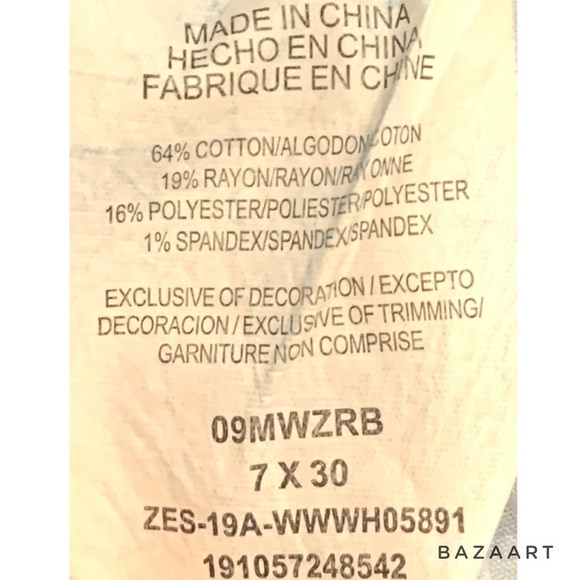 MADE IN CHINA
HECHO EN CHINA
FABRIQUE EN CHINE
64% COTTON/ALGODON/COTON
19% RAYON/RAYON/RAYONNE
16% POLYESTER/POLIESTER/POLYESTER
1% SPANDEX/SPANDEX/SPANDEX
EXCLUSIVE OF DECORATION / EXCEPTO
DECORACION / EXCLUSIVE OF TRIMMING/
GARNITURE NON COMPRISE
09MWZRB
7 X 30
ZES-19A-WWWH05891
191057248542
BAZAART